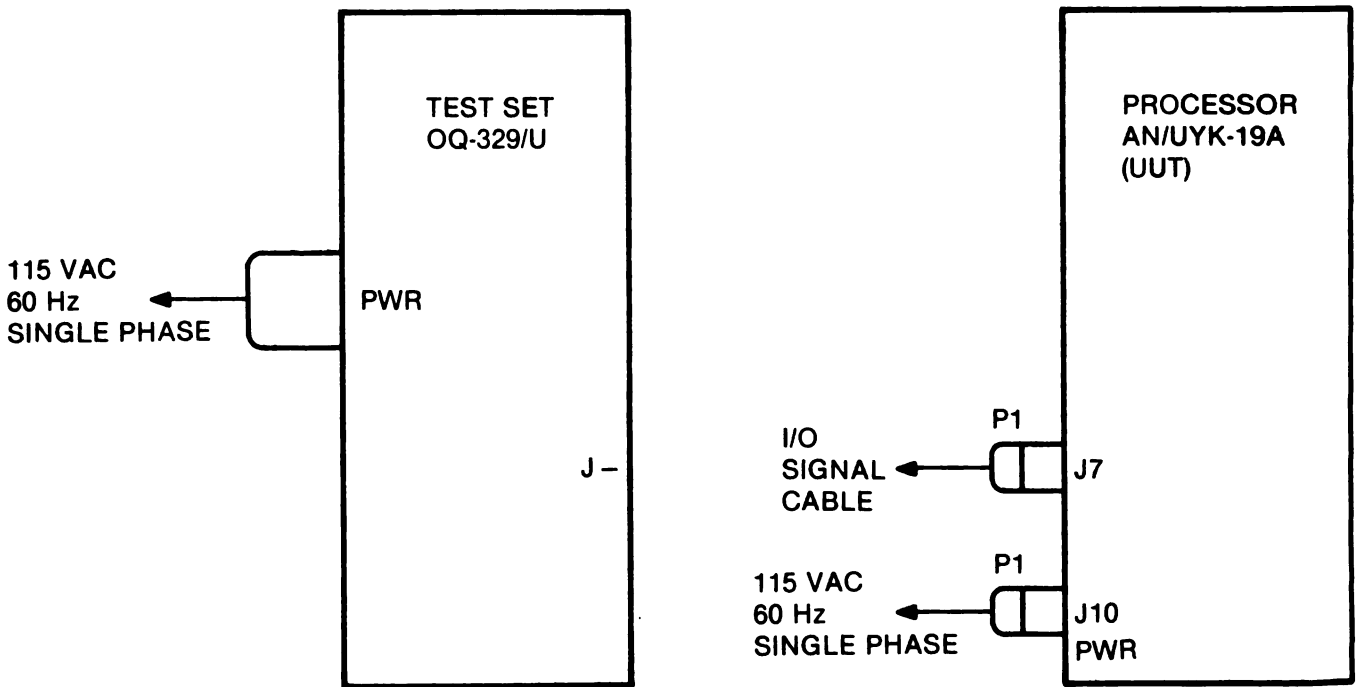 TEST SET
OQ-329/U
115 VAC
60 Hz
SINGLE PHASE
PWR
J –
PROCESSOR
AN/UYK-19A
(UUT)
P1
I/O
SIGNAL
CABLE
J7
P1
115 VAC
60 Hz
SINGLE PHASE
J10
PWR